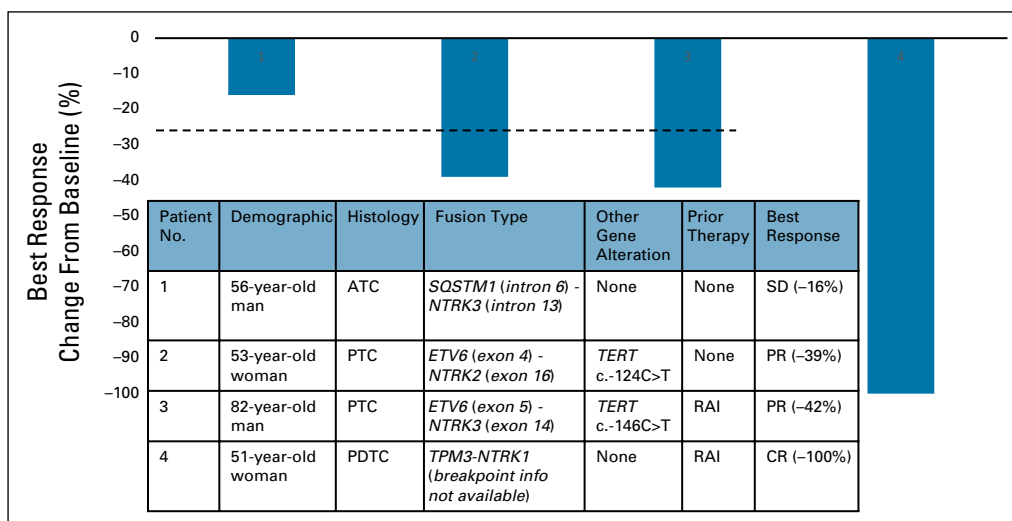 Best Response
Change From Baseline (%)
0
–10
–20
–30
–40
–50
–60
–70
–80
–90
–100
1
2
3
4
Patient No. Demographic Histology Fusion Type Other Gene Alteration Prior Therapy Best Response
1 56-year-old man ATC SQSTM1 (intron 6) - NTRK3 (intron 13) None None SD (–16%)
2 53-year-old woman PTC ETV6 (exon 4) - NTRK2 (exon 16) TERT c.-124C>T None PR (–39%)
3 82-year-old man PTC ETV6 (exon 5) - NTRK3 (exon 14) TERT c.-146C>T RAI PR (–42%)
4 51-year-old woman PDTC TPM3-NTRK1 (breakpoint info not available) None RAI CR (–100%)